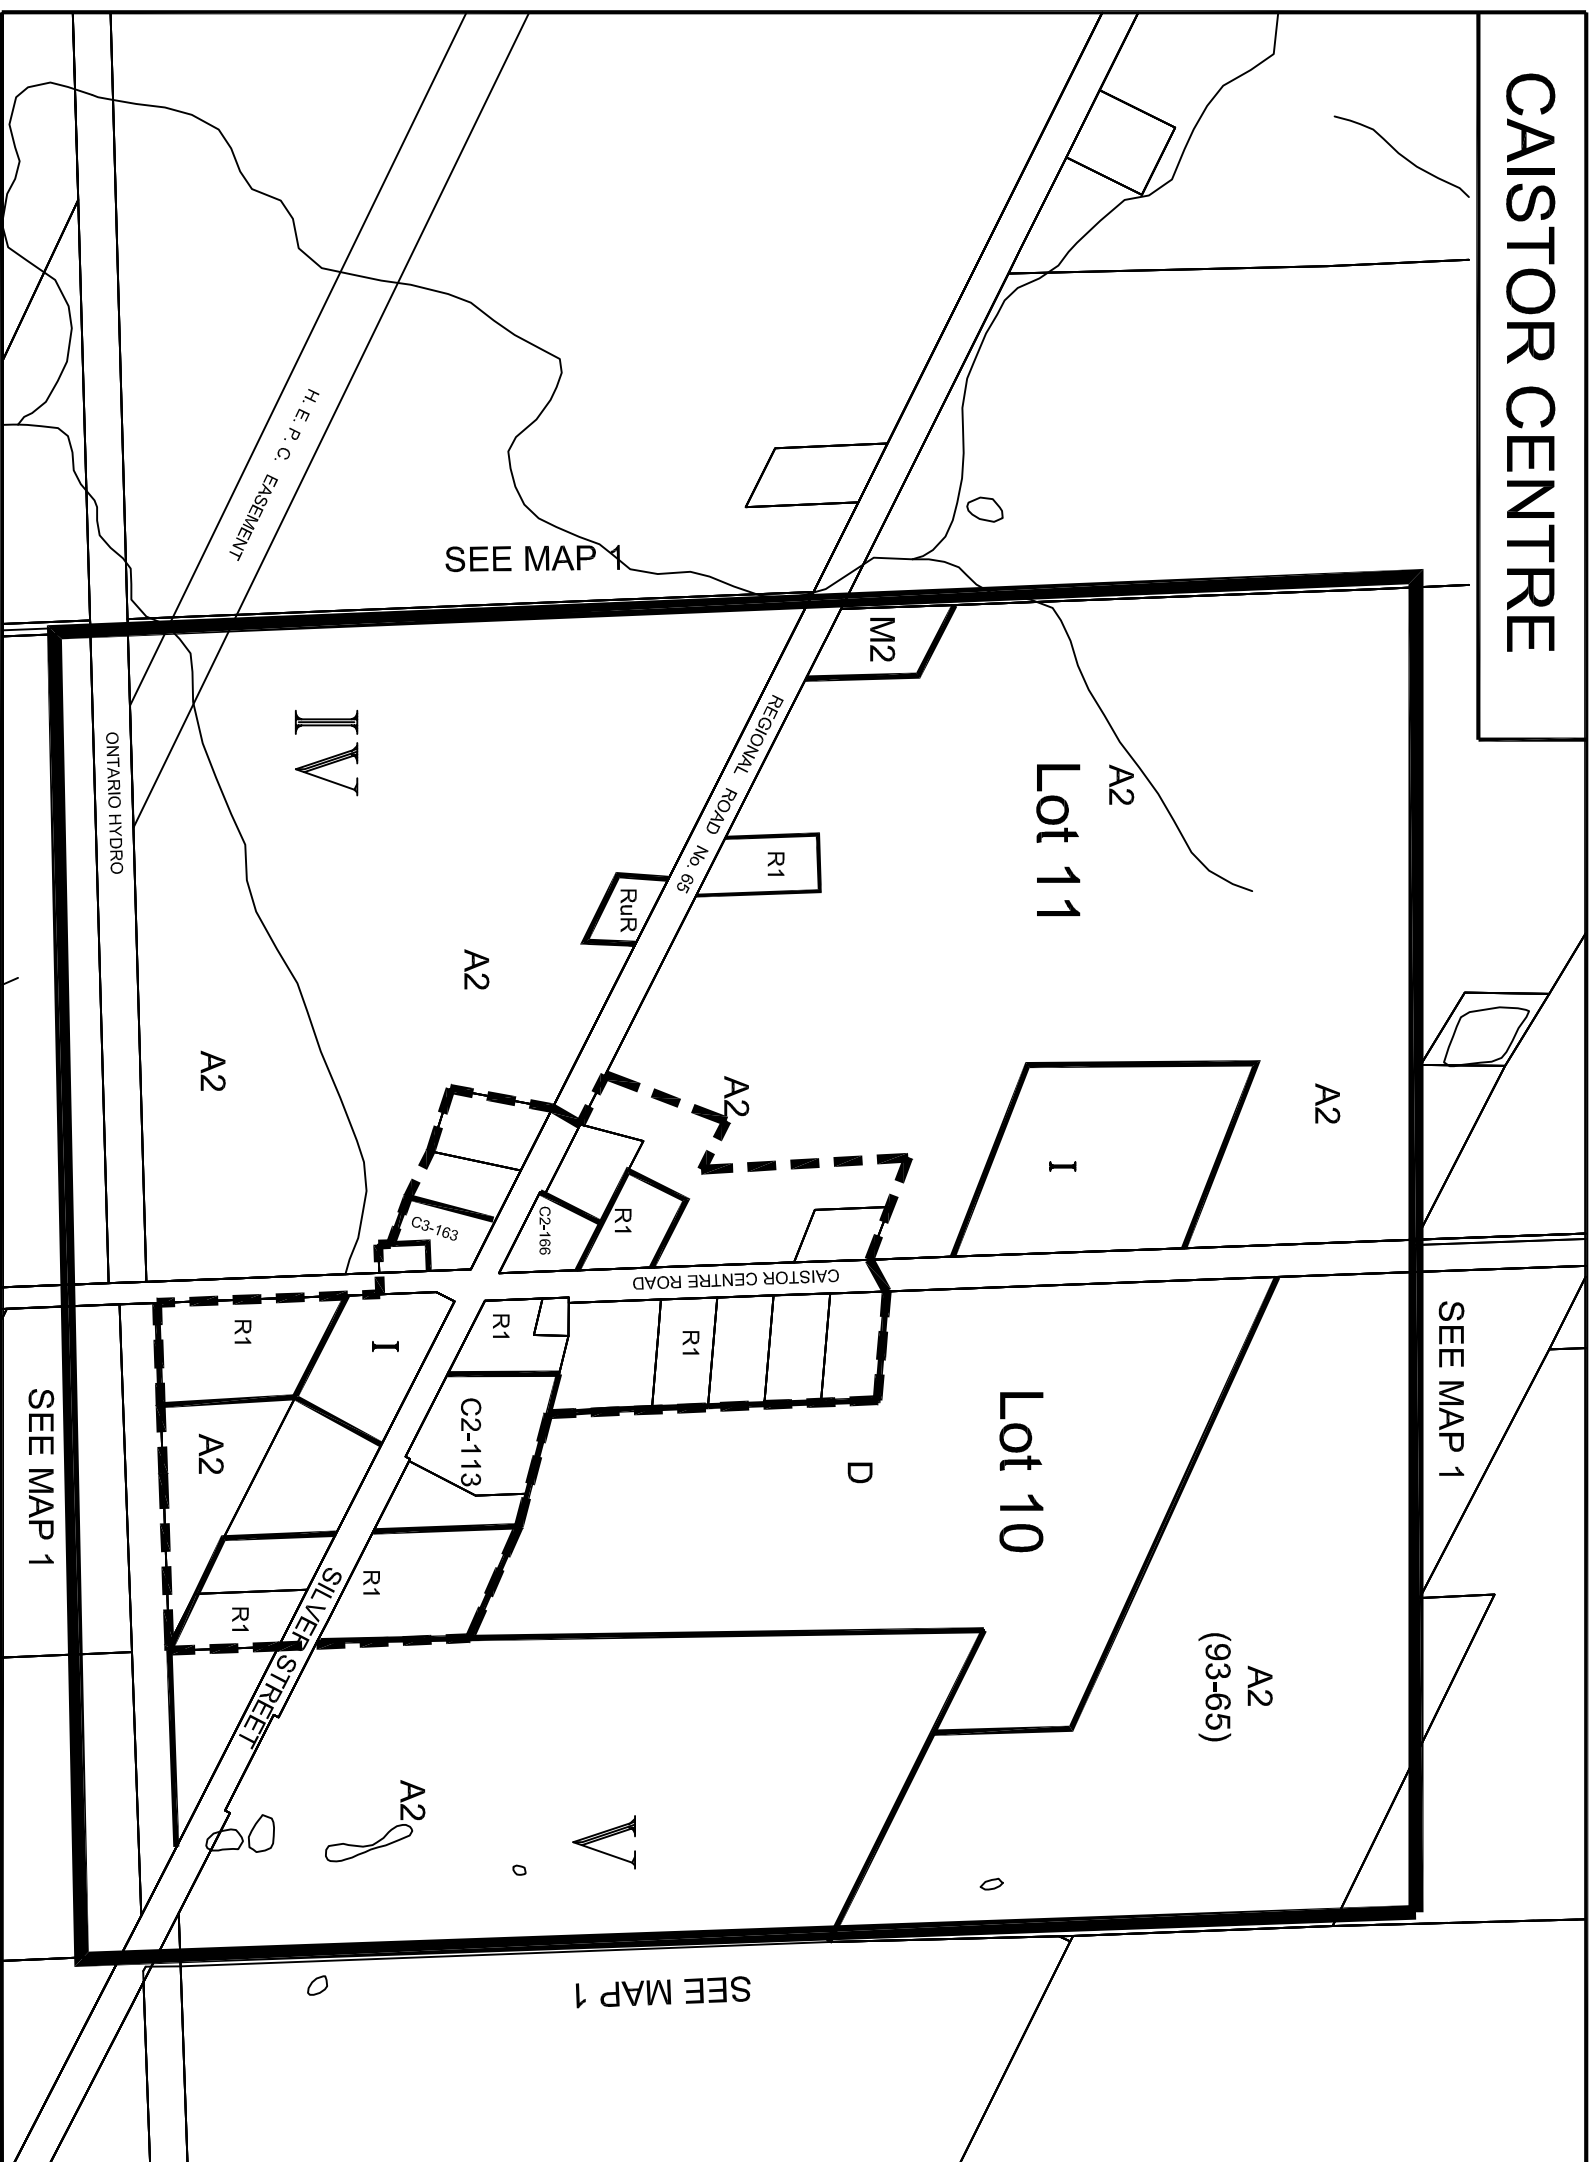 CAISTOR CENTRE
SEE MAP 1
A2
Lot 11
A2
I
M2
REGIONAL ROAD No. 65
R1
RuR
A2
IV
A2
A2
H. E. P. C. EASEMENT
ONTARIO HYDRO
SEE MAP 1
C3-163
C2-166
R1
CAISTOR CENTRE ROAD
R1
R1
C2-113
I
R1
A2
D
Lot 10
A2
(93-65)
R1
R1
SILVER STREET
A2
V
SEE MAP 1
SEE MAP 1